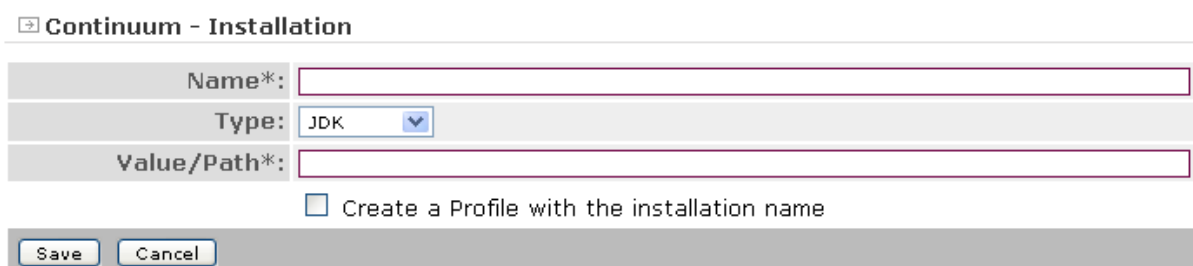 Continuum - Installation
Name*:
Type: JDK
Value/Path*:
Create a Profile with the installation name
Save Cancel